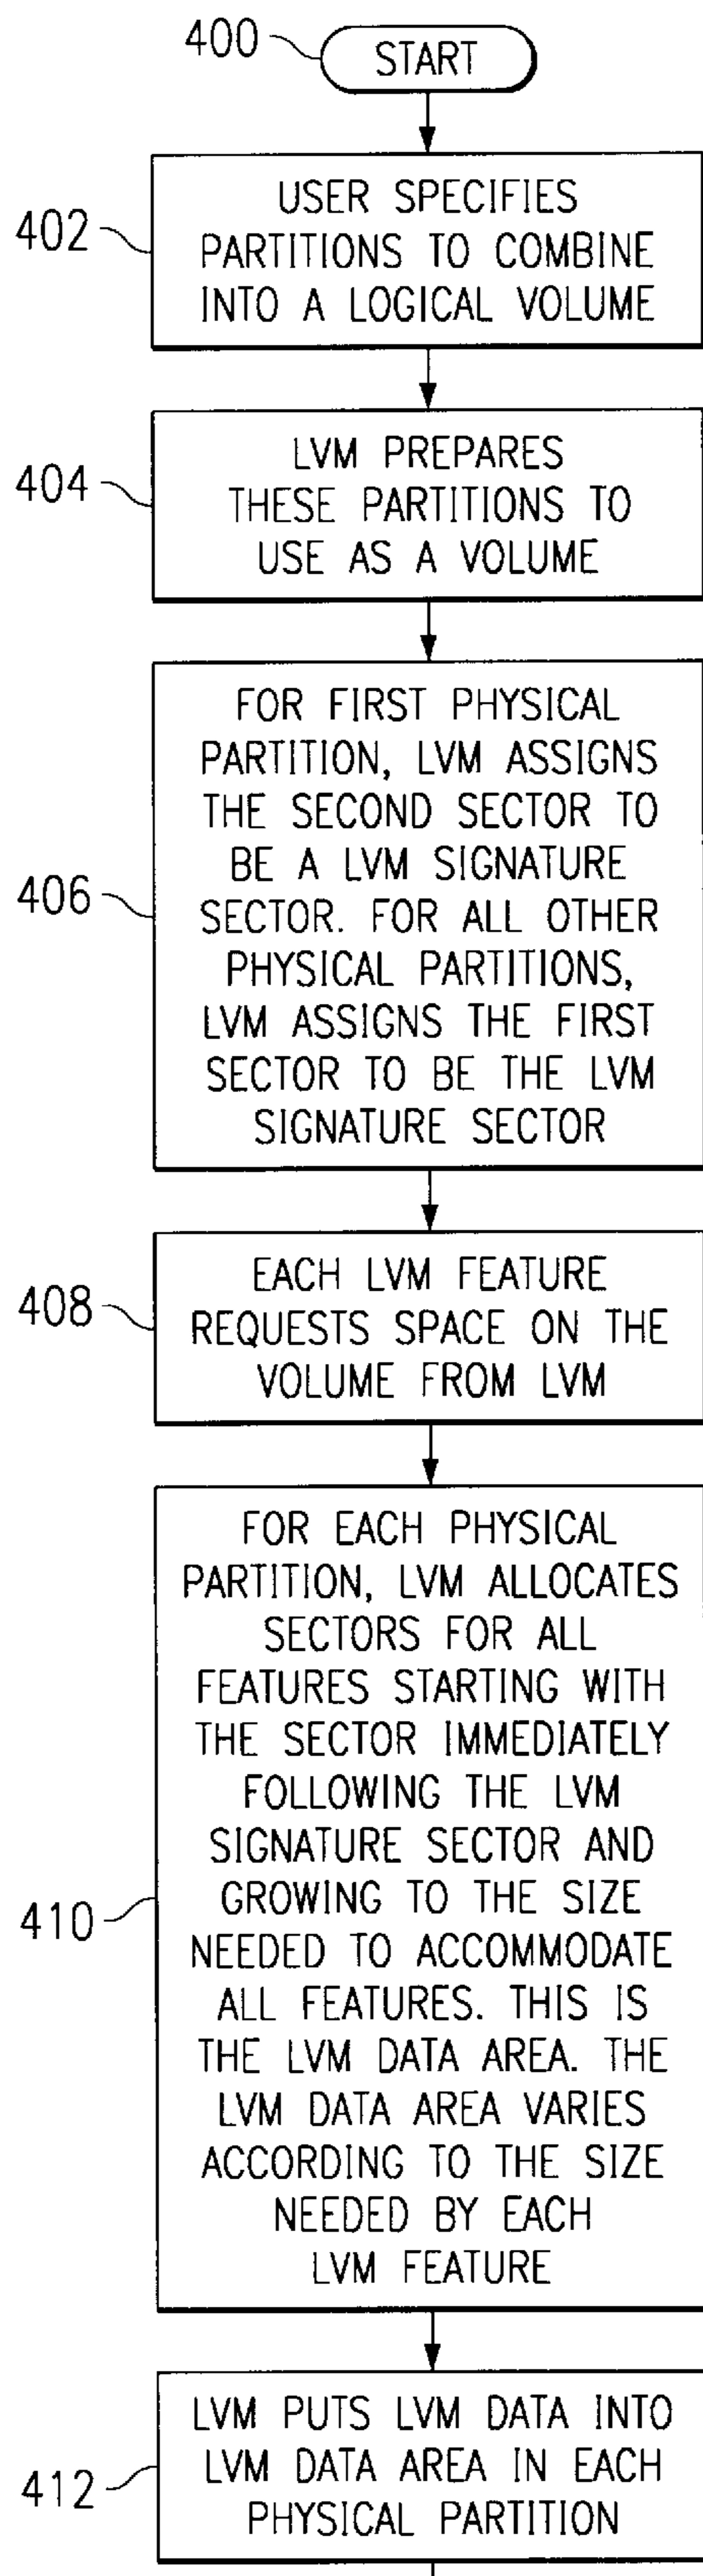 400
START
402
USER SPECIFIES
PARTITIONS TO COMBINE
INTO A LOGICAL VOLUME
404
LVM PREPARES
THESE PARTITIONS TO
USE AS A VOLUME
406
FOR FIRST PHYSICAL
PARTITION, LVM ASSIGNS
THE SECOND SECTOR TO
BE A LVM SIGNATURE
SECTOR. FOR ALL OTHER
PHYSICAL PARTITIONS,
LVM ASSIGNS THE FIRST
SECTOR TO BE THE LVM
SIGNATURE SECTOR
408
EACH LVM FEATURE
REQUESTS SPACE ON THE
VOLUME FROM LVM
410
FOR EACH PHYSICAL
PARTITION, LVM ALLOCATES
SECTORS FOR ALL
FEATURES STARTING WITH
THE SECTOR IMMEDIATELY
FOLLOWING THE LVM
SIGNATURE SECTOR AND
GROWING TO THE SIZE
NEEDED TO ACCOMMODATE
ALL FEATURES. THIS IS
THE LVM DATA AREA. THE
LVM DATA AREA VARIES
ACCORDING TO THE SIZE
NEEDED BY EACH
LVM FEATURE
412
LVM PUTS LVM DATA INTO
LVM DATA AREA IN EACH
PHYSICAL PARTITION